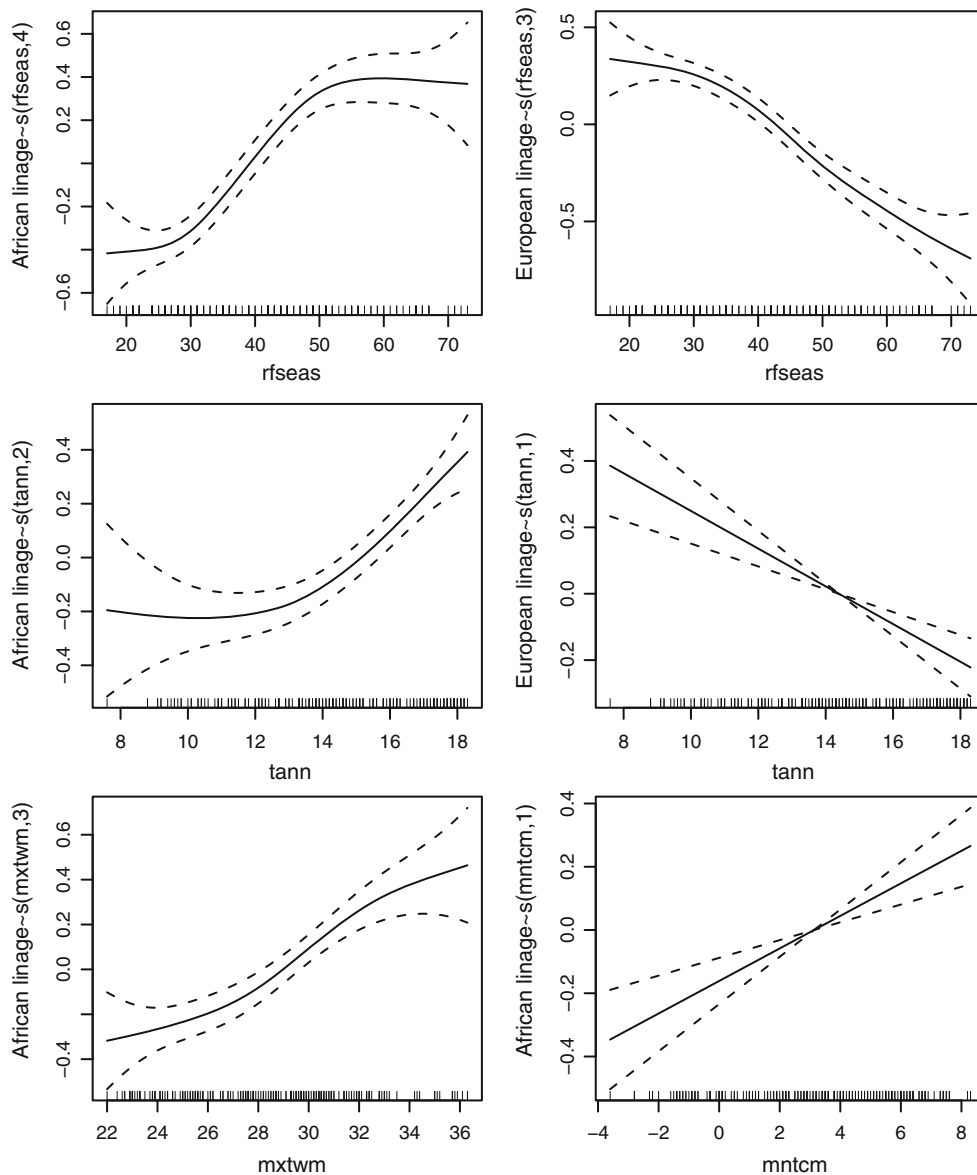 African linage~s(rfseas,4)
0.6
0.4
0.2
−0.2
−0.6
20 30 40 50 60 70
rfseas
European linage~s(rfseas,3)
0.5
0.0
−0.5
20 30 40 50 60 70
rfseas
African linage~s(tann,2)
0.4
0.2
0.0
−0.2
−0.4
8 10 12 14 16 18
tann
European linage~s(tann,1)
0.4
0.2
0.0
−0.2
8 10 12 14 16 18
tann
African linage~s(mxtwm,3)
0.6
0.2
0.0
−0.4
22 24 26 28 30 32 34 36
mxtwm
African linage~s(mntcm,1)
0.4
0.2
0.0
−0.2
−0.4
−4 −2 0 2 4 6 8
mntcm